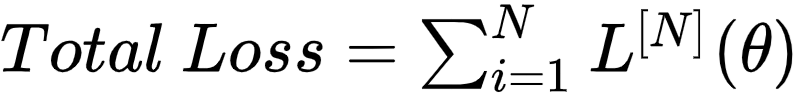 Total Loss = ∑_{i=1}^{N} L^{[N]}(θ)